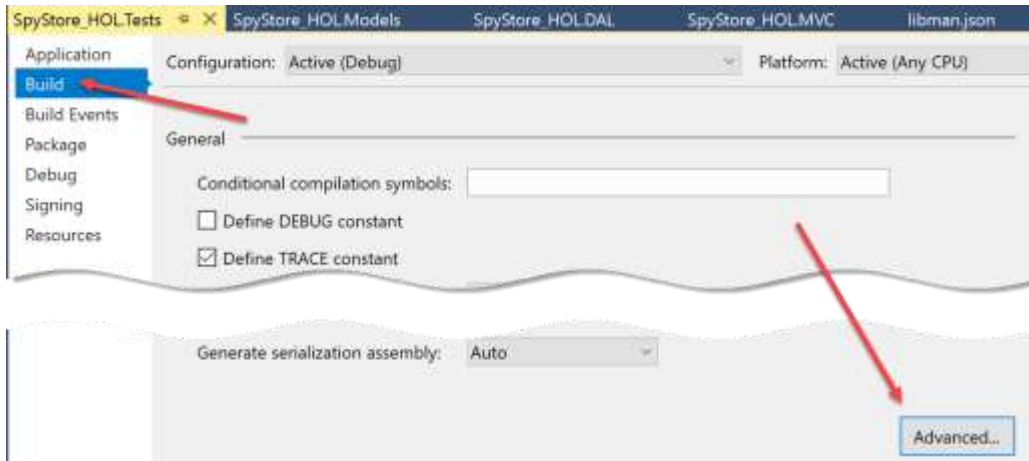 SpyStore_HOL.Tests SpyStore_HOL.Models SpyStore_HOL.DAL SpyStore_HOL.MVC libman.json
Application
Configuration: Active (Debug) Platform: Active (Any CPU)
Build
Build Events
Package
General
Debug
Conditional compilation symbols:
Signing
Define DEBUG constant
Resources
Define TRACE constant
Generate serialization assembly: Auto
Advanced...